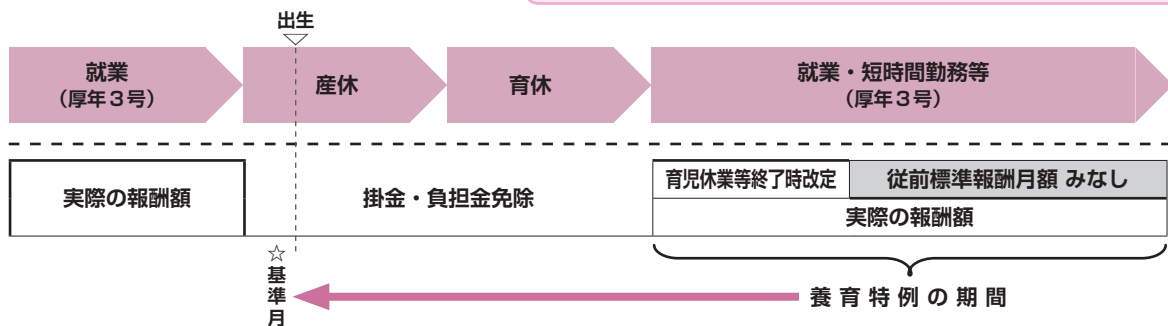 出生
就業
（厚年３号）
産休
育休
就業・短時間勤務等
（厚年３号）
実際の報酬額
掛金・負担金免除
育児休業等終了時改定
従前標準報酬月額 みなし
実際の報酬額
☆基準月
養育特例の期間